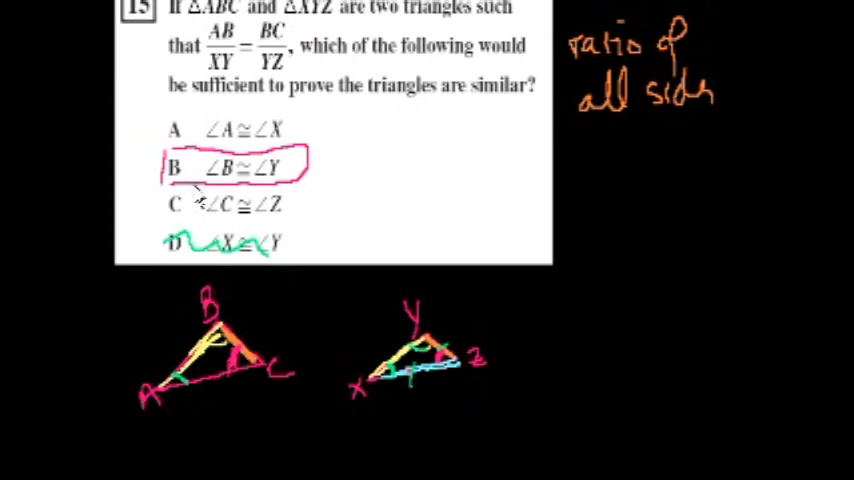 15 If △ABC and △XYZ are two triangles such
that AB/XY = BC/YZ, which of the following would
be sufficient to prove the triangles are similar?
A ∠A ≅ ∠X
B ∠B ≅ ∠Y
C ∠C ≅ ∠Z
D ∠X ≅ ∠Y
ratio of
all sides
B
A
C
Y
X
Z